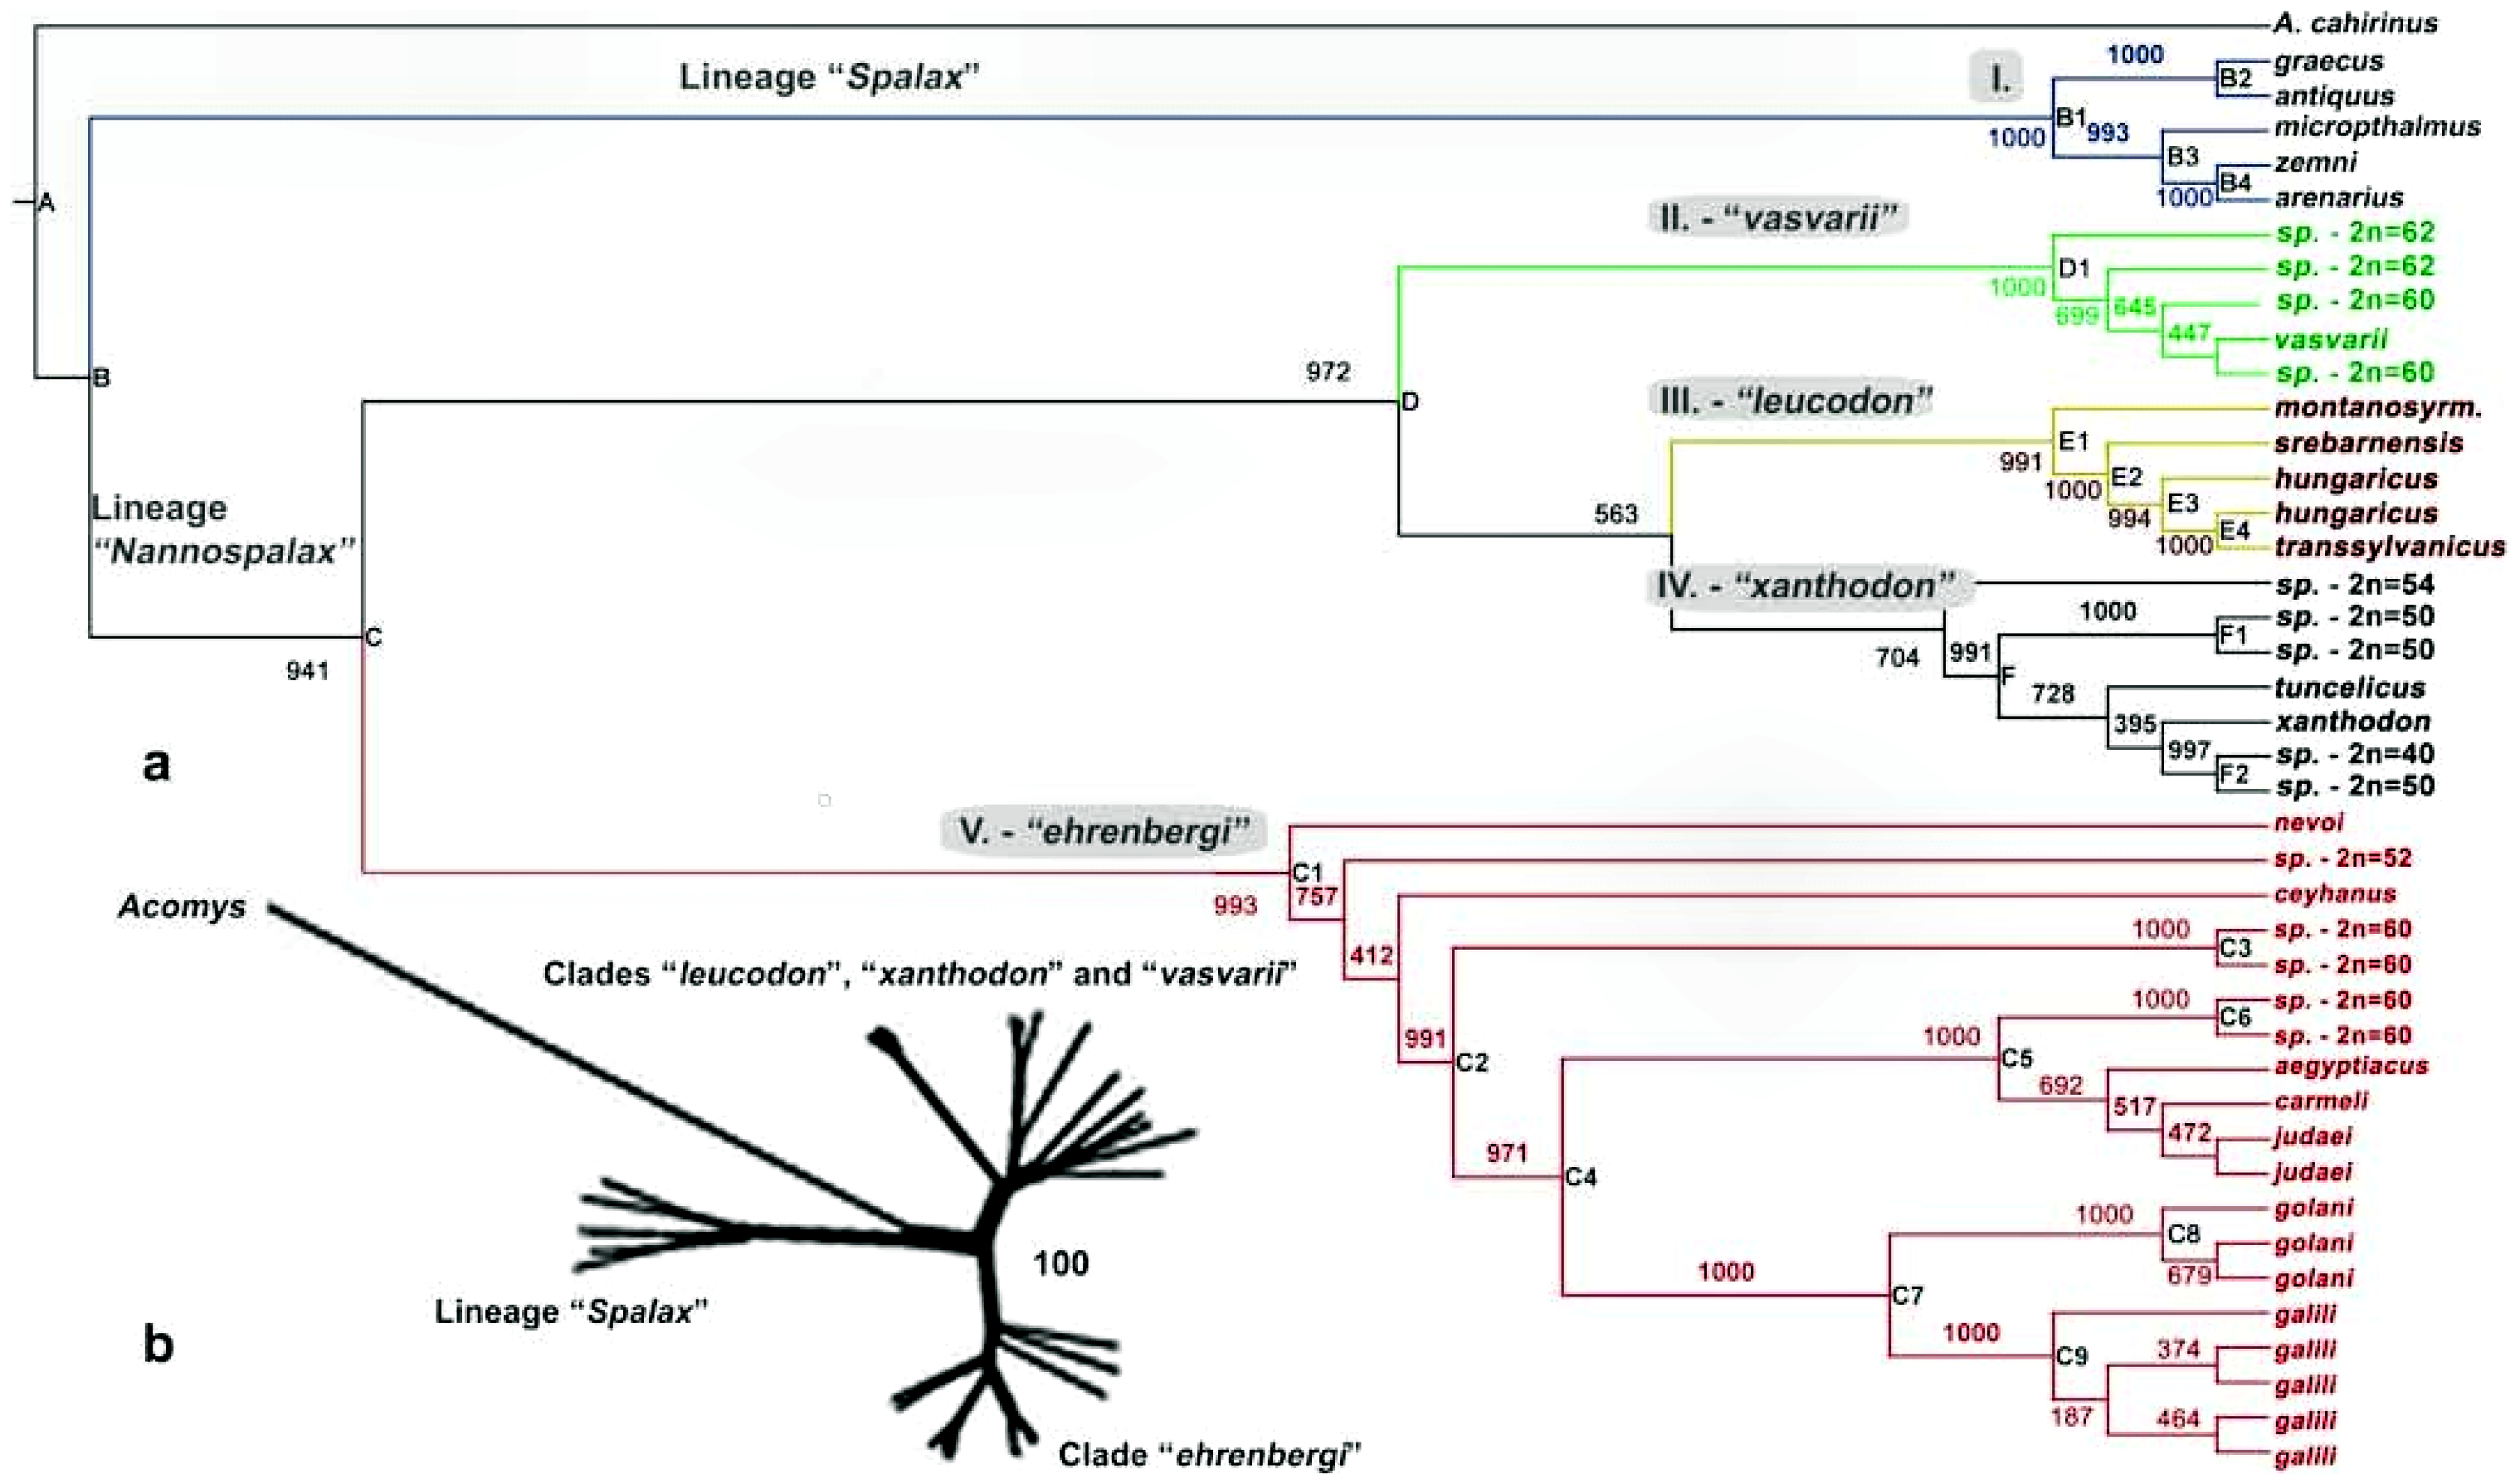 A. cahirinus
1000
graecus
Lineage "Spalax"
I.
B2
antiquus
B1
micropthalmus
1000
993
B3
zemni
B4
A
1000
arenarius
II. - "vasvarii"
sp. - 2n=62
D1
sp. - 2n=62
1000
sp. - 2n=60
699
645
447
vasvarii
972
sp. - 2n=60
B
D
III. - "leucodon"
montanosyrm.
E1
srebarnensis
991
E2
hungaricus
1000
E3
Lineage
"Nannospalax"
563
994
hungaricus
E4
1000
transsylvanicus
IV. - "xanthodon"
sp. - 2n=54
1000
sp. - 2n=50
C
F1
941
704
991
sp. - 2n=50
F
728
tuncelicus
395
xanthodon
a
997
sp. - 2n=40
F2
sp. - 2n=50
V. - "ehrenbergi"
nevoi
sp. - 2n=52
C1
993
757
ceyhanus
Acomys
1000
sp. - 2n=60
C3
412
sp. - 2n=60
Clades "leucodon", "xanthodon" and "vasvarii"
1000
sp. - 2n=60
C6
991
1000
sp. - 2n=60
C2
C5
aegyptiacus
692
517
carmeli
472
judaei
971
C4
judaei
1000
golani
C8
golani
100
1000
679
golani
C7
Lineage "Spalax"
galili
1000
b
C9
374
galili
galili
187
464
galili
Clade "ehrenbergi"
galili